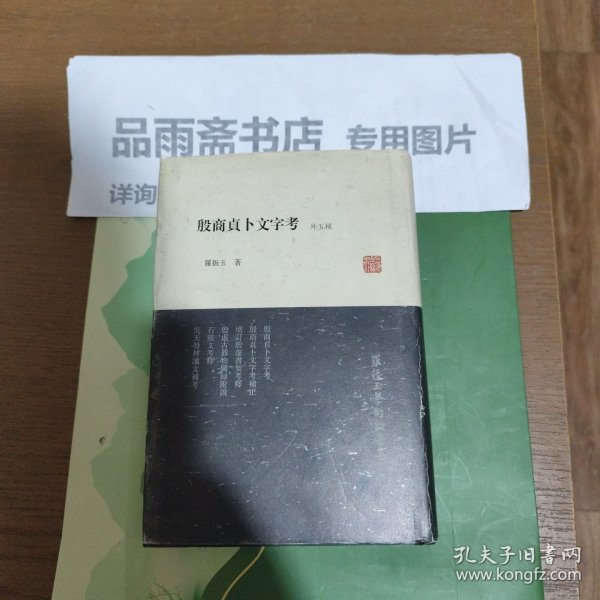 品雨斋书店 专用图片
详询
殷商貞卜文字考 外五種
羅振玉 著
殷商貞卜文字考
殷商貞卜文字考補正
增訂殷虛書契考釋
殷虛古器物圖錄附說
石鼓文考釋
孔夫子旧书网
www.kongfz.com